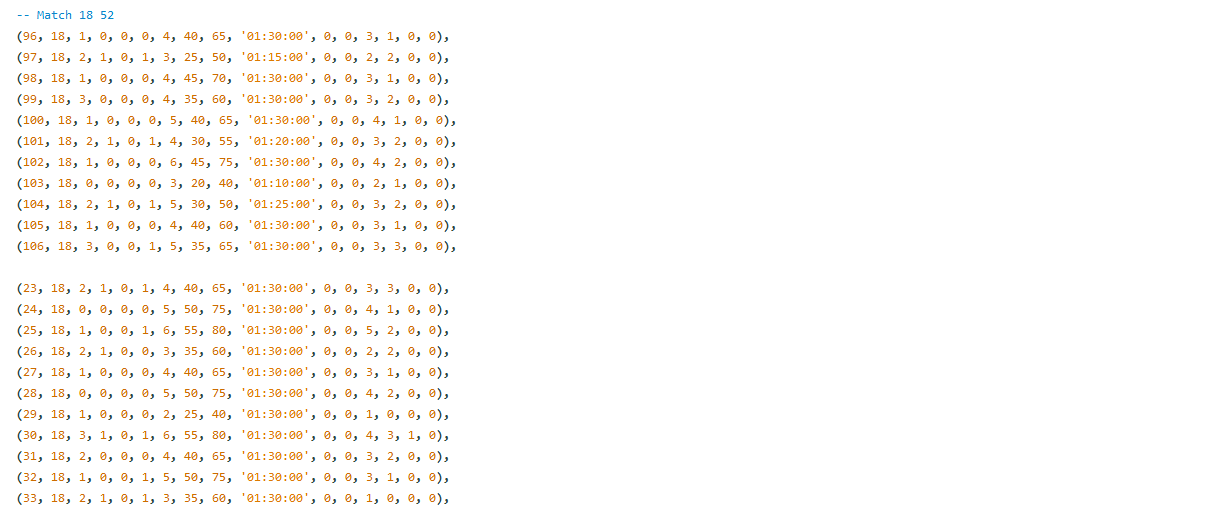 -- Match 18 52
(96, 18, 1, 0, 0, 0, 4, 40, 65, '01:30:00', 0, 0, 3, 1, 0, 0),
(97, 18, 2, 1, 0, 1, 3, 25, 50, '01:15:00', 0, 0, 2, 2, 0, 0),
(98, 18, 1, 0, 0, 0, 4, 45, 70, '01:30:00', 0, 0, 3, 1, 0, 0),
(99, 18, 3, 0, 0, 0, 4, 35, 60, '01:30:00', 0, 0, 3, 2, 0, 0),
(100, 18, 1, 0, 0, 0, 5, 40, 65, '01:30:00', 0, 0, 4, 1, 0, 0),
(101, 18, 2, 1, 0, 1, 4, 30, 55, '01:20:00', 0, 0, 3, 2, 0, 0),
(102, 18, 1, 0, 0, 0, 6, 45, 75, '01:30:00', 0, 0, 4, 2, 0, 0),
(103, 18, 0, 0, 0, 0, 3, 20, 40, '01:10:00', 0, 0, 2, 1, 0, 0),
(104, 18, 2, 1, 0, 1, 5, 30, 50, '01:25:00', 0, 0, 3, 2, 0, 0),
(105, 18, 1, 0, 0, 0, 4, 40, 60, '01:30:00', 0, 0, 3, 1, 0, 0),
(106, 18, 3, 0, 0, 1, 5, 35, 65, '01:30:00', 0, 0, 3, 3, 0, 0),
(23, 18, 2, 1, 0, 1, 4, 40, 65, '01:30:00', 0, 0, 3, 3, 0, 0),
(24, 18, 0, 0, 0, 0, 5, 50, 75, '01:30:00', 0, 0, 4, 1, 0, 0),
(25, 18, 1, 0, 0, 1, 6, 55, 80, '01:30:00', 0, 0, 5, 2, 0, 0),
(26, 18, 2, 1, 0, 0, 3, 35, 60, '01:30:00', 0, 0, 2, 2, 0, 0),
(27, 18, 1, 0, 0, 0, 4, 40, 65, '01:30:00', 0, 0, 3, 1, 0, 0),
(28, 18, 0, 0, 0, 0, 5, 50, 75, '01:30:00', 0, 0, 4, 2, 0, 0),
(29, 18, 1, 0, 0, 0, 2, 25, 40, '01:30:00', 0, 0, 1, 0, 0, 0),
(30, 18, 3, 1, 0, 1, 6, 55, 80, '01:30:00', 0, 0, 4, 3, 1, 0),
(31, 18, 2, 0, 0, 0, 4, 40, 65, '01:30:00', 0, 0, 3, 2, 0, 0),
(32, 18, 1, 0, 0, 1, 5, 50, 75, '01:30:00', 0, 0, 3, 1, 0, 0),
(33, 18, 2, 1, 0, 1, 3, 35, 60, '01:30:00', 0, 0, 1, 0, 0, 0),